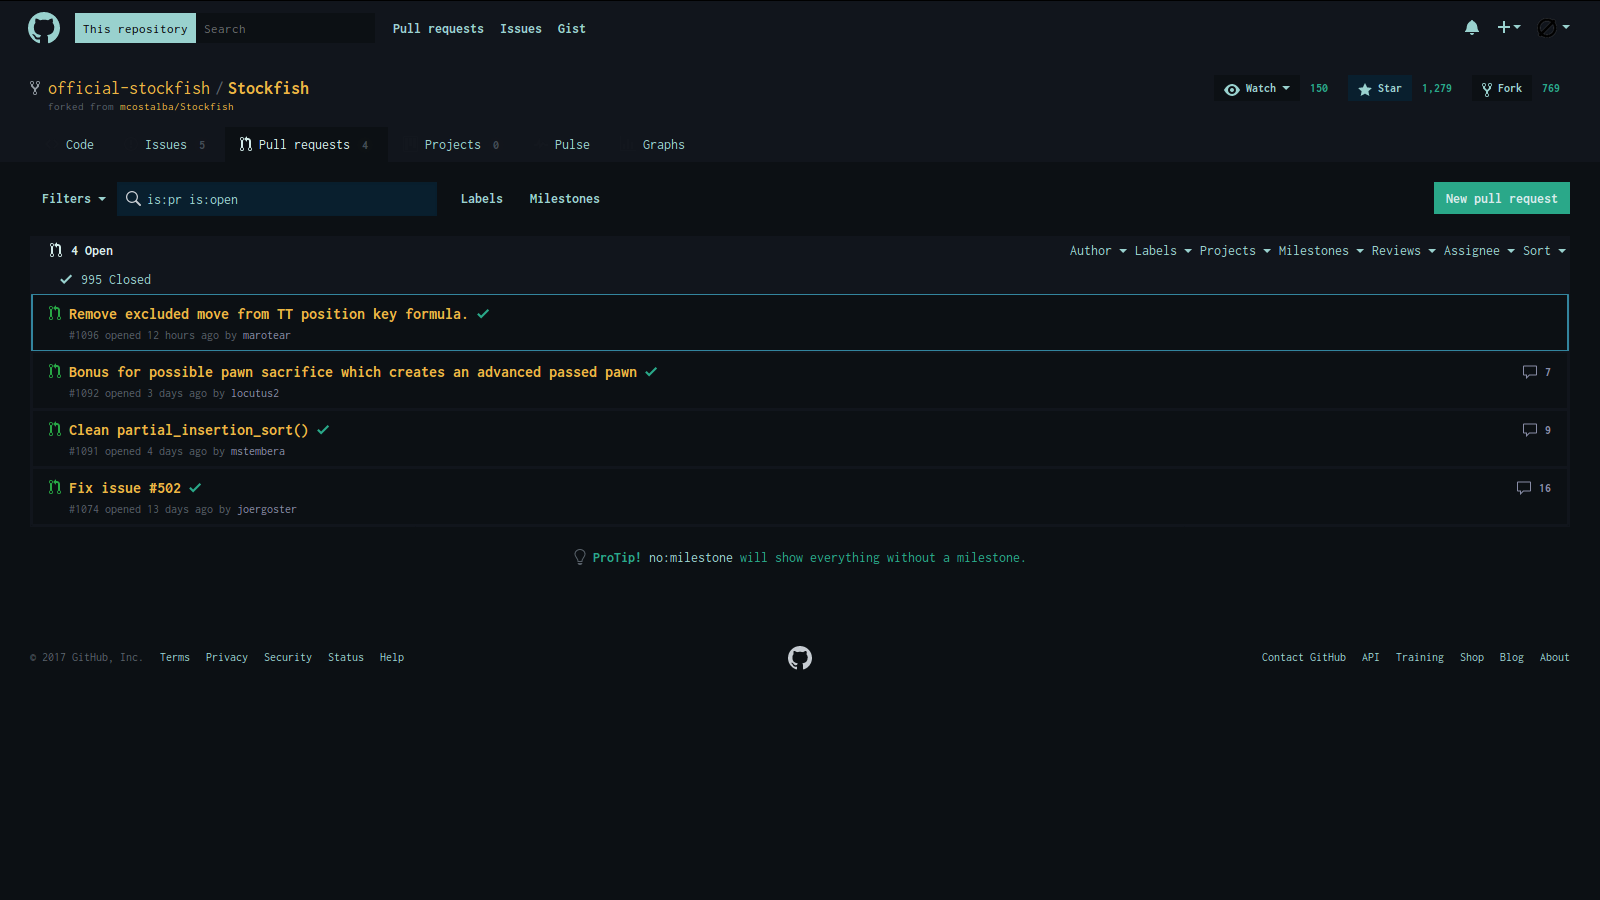 This repository Search Pull requests Issues Gist
official-stockfish / Stockfish Watch 150 Star 1,279 Fork 769
forked from mcostalba/Stockfish
Code Issues 5 Pull requests 4 Projects 0 Pulse Graphs
Filters is:pr is:open Labels Milestones New pull request
4 Open Author Labels Projects Milestones Reviews Assignee Sort
995 Closed
Remove excluded move from TT position key formula.
#1096 opened 12 hours ago by marotear
Bonus for possible pawn sacrifice which creates an advanced passed pawn 7
#1092 opened 3 days ago by locutus2
Clean partial_insertion_sort() 9
#1091 opened 4 days ago by mstembera
Fix issue #502 16
#1074 opened 13 days ago by joergoster
ProTip! no:milestone will show everything without a milestone.
© 2017 GitHub, Inc. Terms Privacy Security Status Help Contact GitHub API Training Shop Blog About